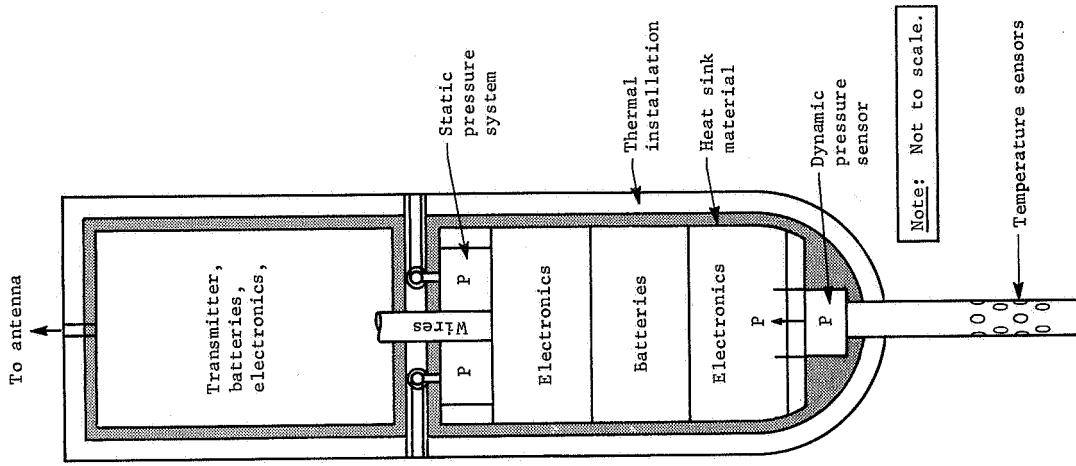 To antenna
Transmitter,
batteries,
electronics,
Static
pressure
system
P
Wires
P
Electronics
Thermal
installation
Batteries
Heat sink
material
Electronics
P
P
Dynamic
pressure
sensor
Note: Not to scale.
Temperature sensors